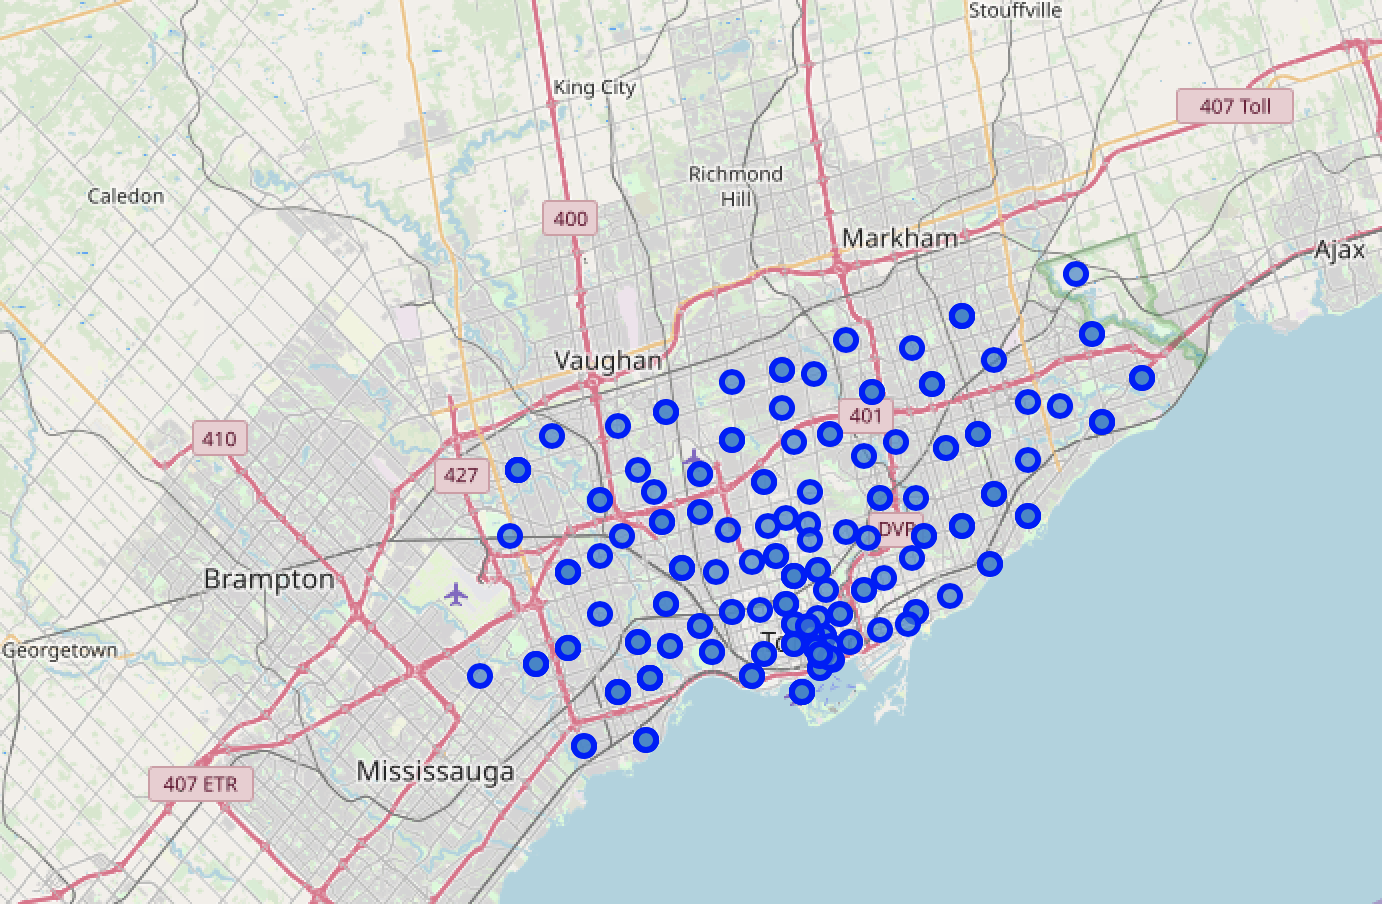 Stouffville
King City
407 Toll
Richmond
Hill
Caledon
400
Markham
Ajax
Vaughan
401
410
427
DVP
Brampton
To
Georgetown
Mississauga
407 ETR